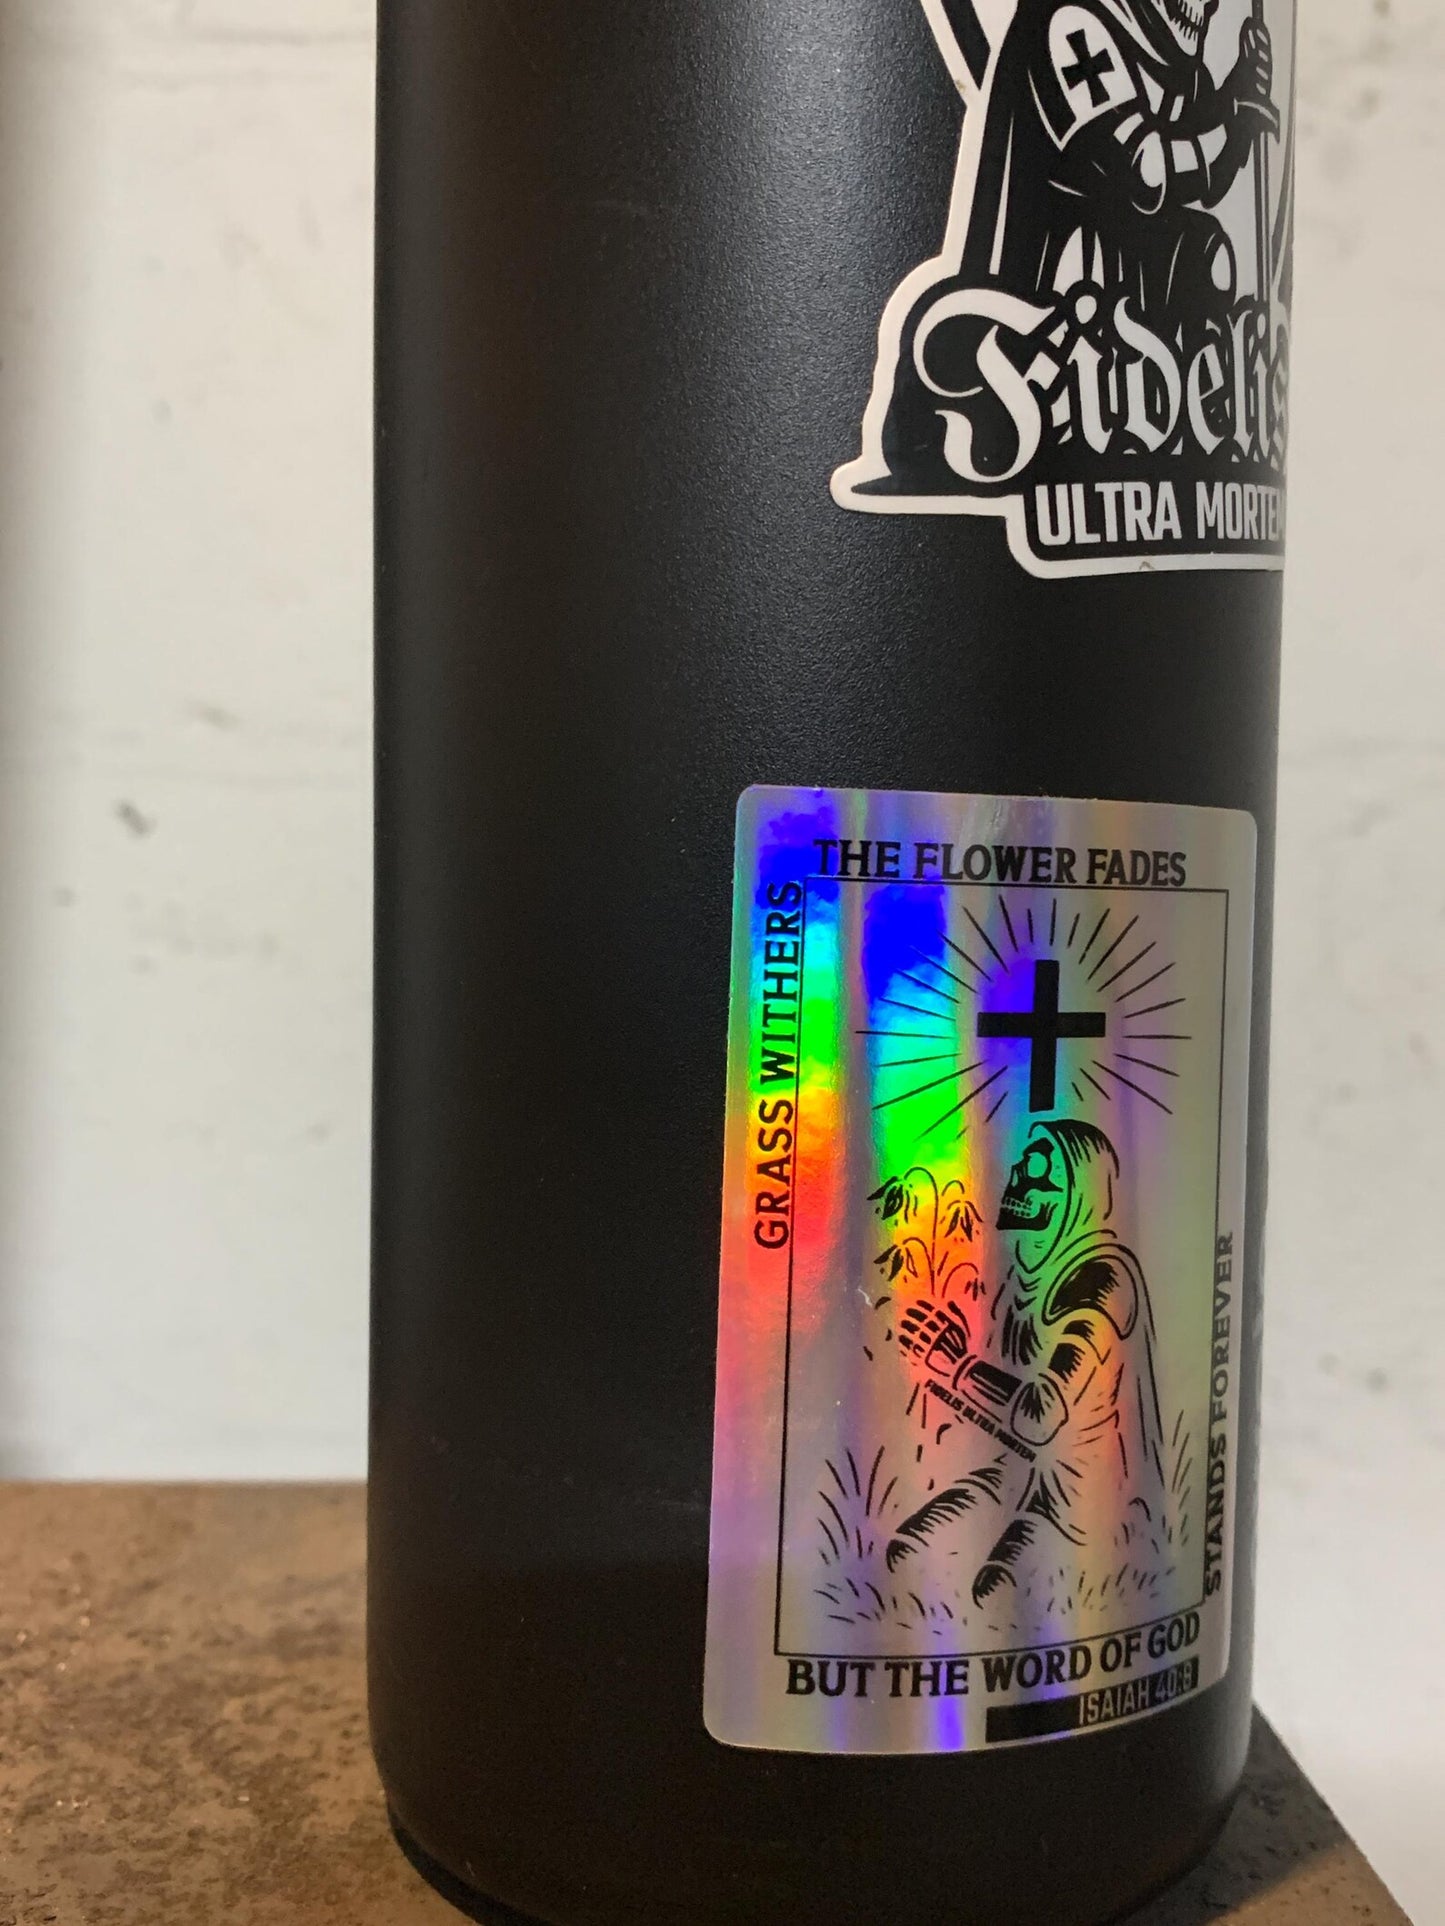 Fidelis
ULTRA MORTEM
GRASS WITHERS
THE FLOWER FADES
FIDELIS ULTRA MORTEM
BUT THE WORD OF GOD
STANDS FOREVER
ISAIAH 40:8